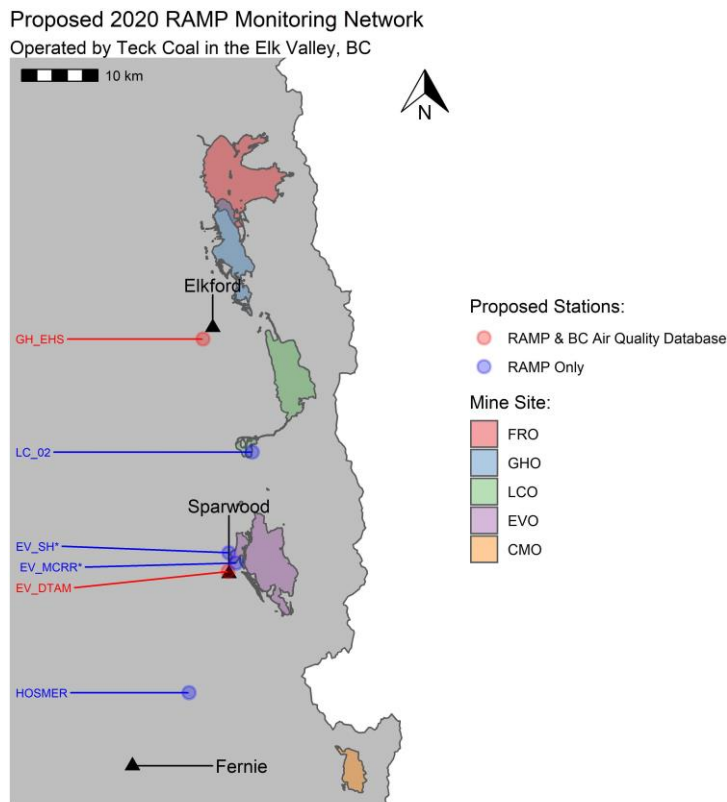 Proposed 2020 RAMP Monitoring Network
Operated by Teck Coal in the Elk Valley, BC
10 km
N
Elkford
GH_EHS
LC_02
Sparwood
EV_SH*
EV_MCRR*
EV_DTAM
HOSMER
Fernie
Proposed Stations:
RAMP & BC Air Quality Database
RAMP Only
Mine Site:
FRO
GHO
LCO
EVO
CMO